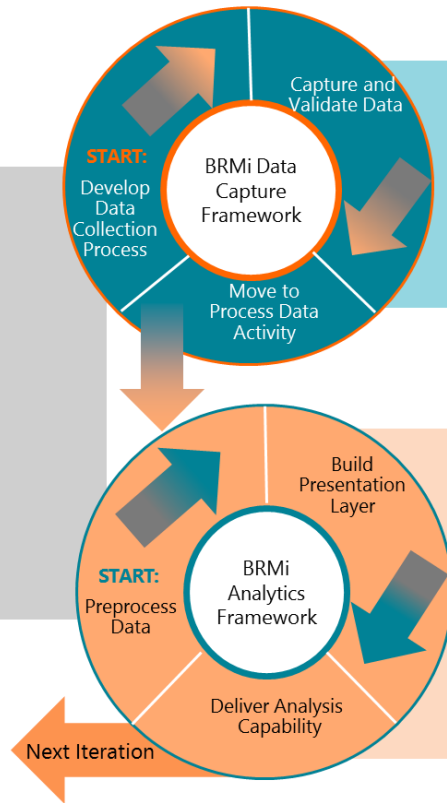 Capture and
Validate Data
START:
Develop
Data
Collection
Process
BRMi Data
Capture
Framework
Move to
Process Data
Activity
Build
Presentation
Layer
START:
Preprocess
Data
BRMi
Analytics
Framework
Deliver Analysis
Capability
Next Iteration